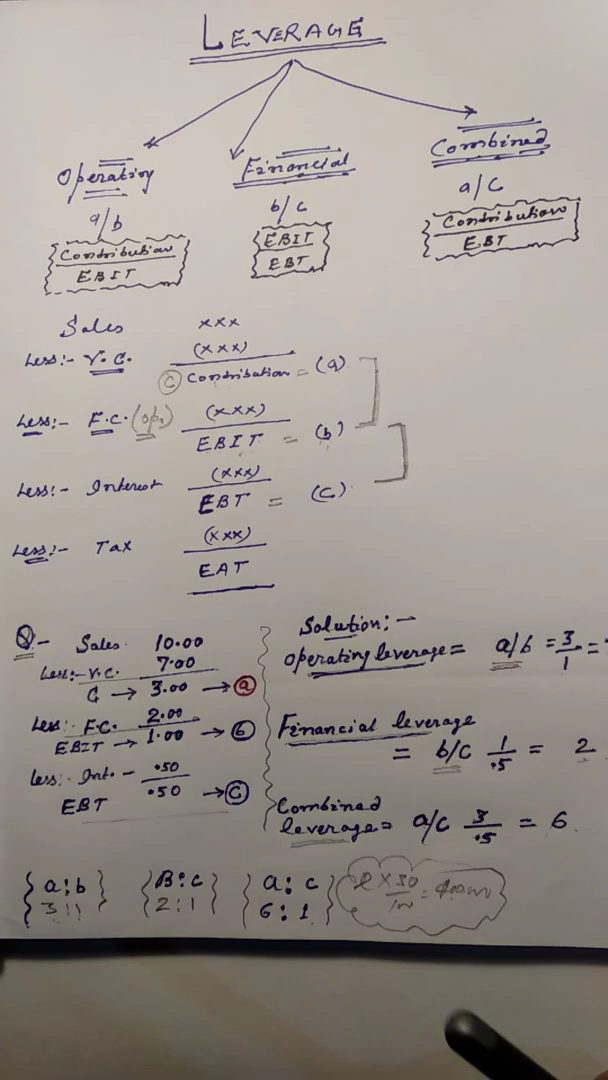 LEVERAGE
Operating
a/b
Contribution
EBIT
Financial
b/c
EBIT
EBT
Combined
a/c
Contribution
EBT
Sales xxx
Less:- V.C. (xxx)
© Contribution = (a)
Less:- F.C. (op.) (xxx)
EBIT = (b)
Less:- Interest (xxx)
EBT = (C)
Less:- Tax (xxx)
EAT
Q- Sales 10.00
Less:- V.C. 7.00
C → 3.00 → a
Less:- F.C. 2.00
EBIT → 1.00 → b
Less:- Int. - .50
EBT .50 → C
Solution:-
Operating leverage = a/b = 3/1 =
Financial leverage
= b/c 1/.5 = 2
Combined
leverage = a/c 3/.5 = 6
{a:b} {B:c} {a:c}
3:1 2:1 6:1